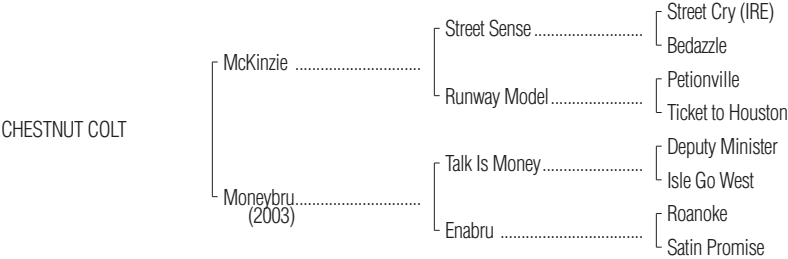 Street Cry (IRE)
Street Sense ..........................
Bedazzle
McKinzie ..............................
Petionville
Runway Model......................
Ticket to Houston
CHESTNUT COLT
Deputy Minister
Talk Is Money........................
Isle Go West
Moneybru..............................
(2003)
Roanoke
Enabru ..................................
Satin Promise